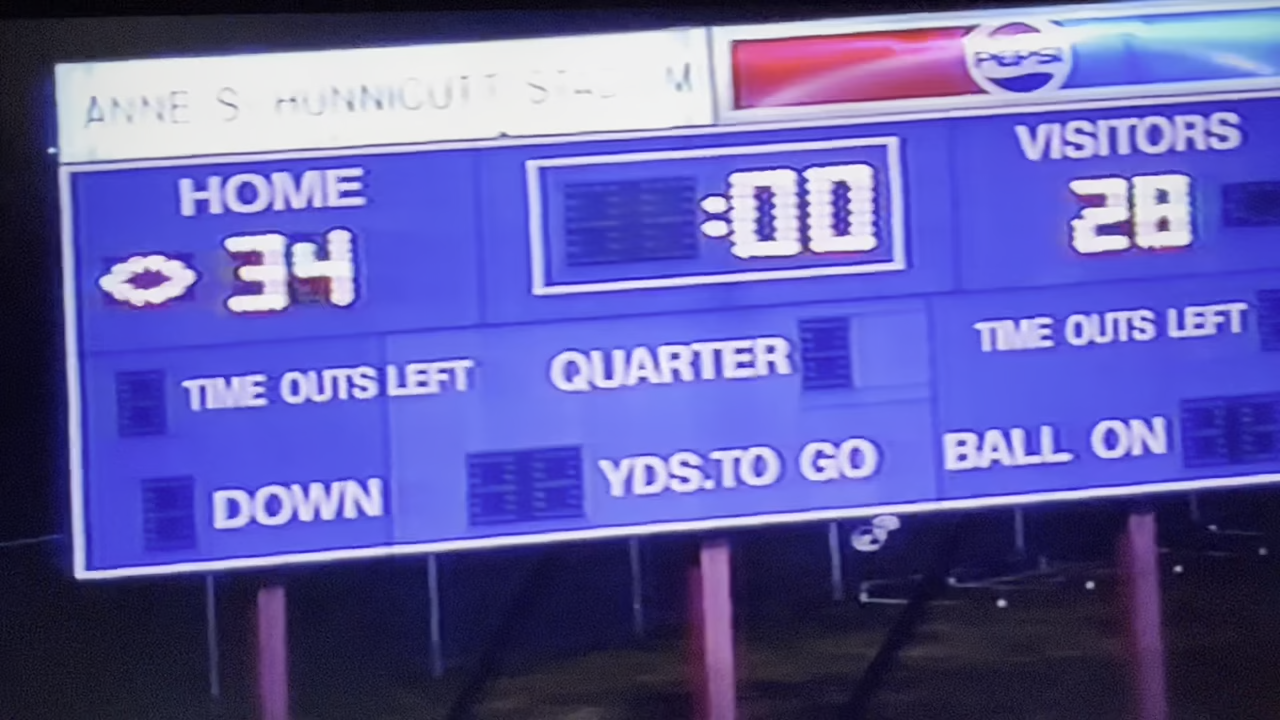 ANNE S HUNNICUTT
PEPSI
HOME
34
:00
VISITORS
28
TIME OUTS LEFT
QUARTER
TIME OUTS LEFT
DOWN
YDS.TO GO
BALL ON